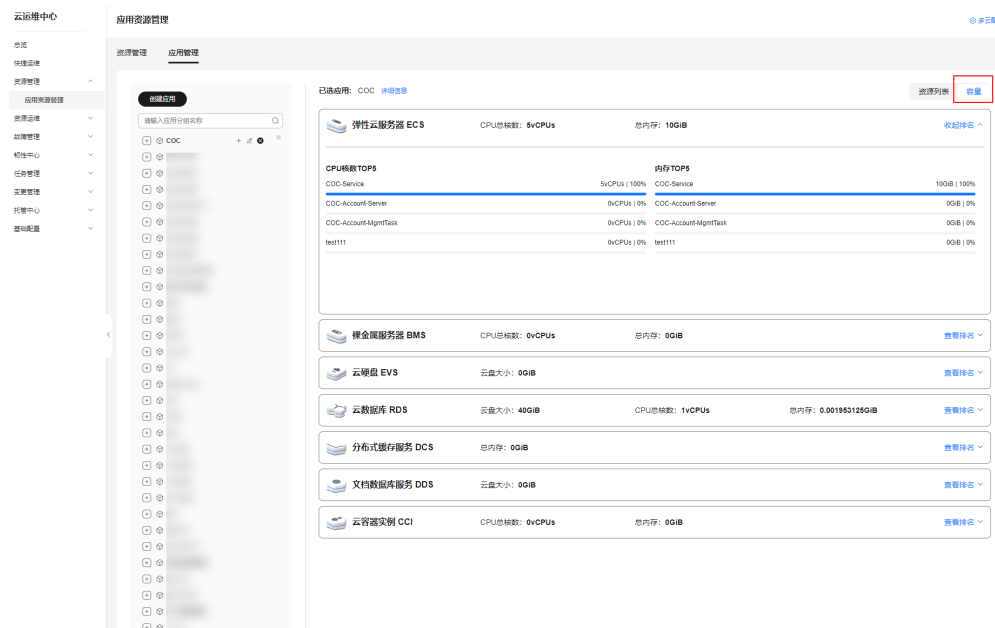 云运维中心
应用资源管理
总览
快捷运维
资源管理
应用资源管理
资源运维
故障管理
韧性中心
任务管理
变更管理
托管中心
基础配置
资源管理 应用管理
创建应用
请输入应用分组名称
COC
已选应用: COC 详细信息
资源列表 容量
弹性云服务器 ECS CPU总核数: 5vCPUs 总内存: 10GiB 收起排名
CPU核数TOP5
COC-Service 5vCPUs | 100%
COC-Account-Server 0vCPUs | 0%
COC-Account-MgmtTask 0vCPUs | 0%
test111 0vCPUs | 0%
内存TOP5
COC-Service 10GiB | 100%
COC-Account-Server 0GiB | 0%
COC-Account-MgmtTask 0GiB | 0%
test111 0GiB | 0%
裸金属服务器 BMS CPU总核数: 0vCPUs 总内存: 0GiB 查看排名
云硬盘 EVS 云盘大小: 0GiB 查看排名
云数据库 RDS 云盘大小: 40GiB CPU总核数: 1vCPUs 总内存: 0.001953125GiB 查看排名
分布式缓存服务 DCS 总内存: 0GiB 查看排名
文档数据库服务 DDS 云盘大小: 0GiB 查看排名
云容器实例 CCI CPU总核数: 0vCPUs 总内存: 0GiB 查看排名